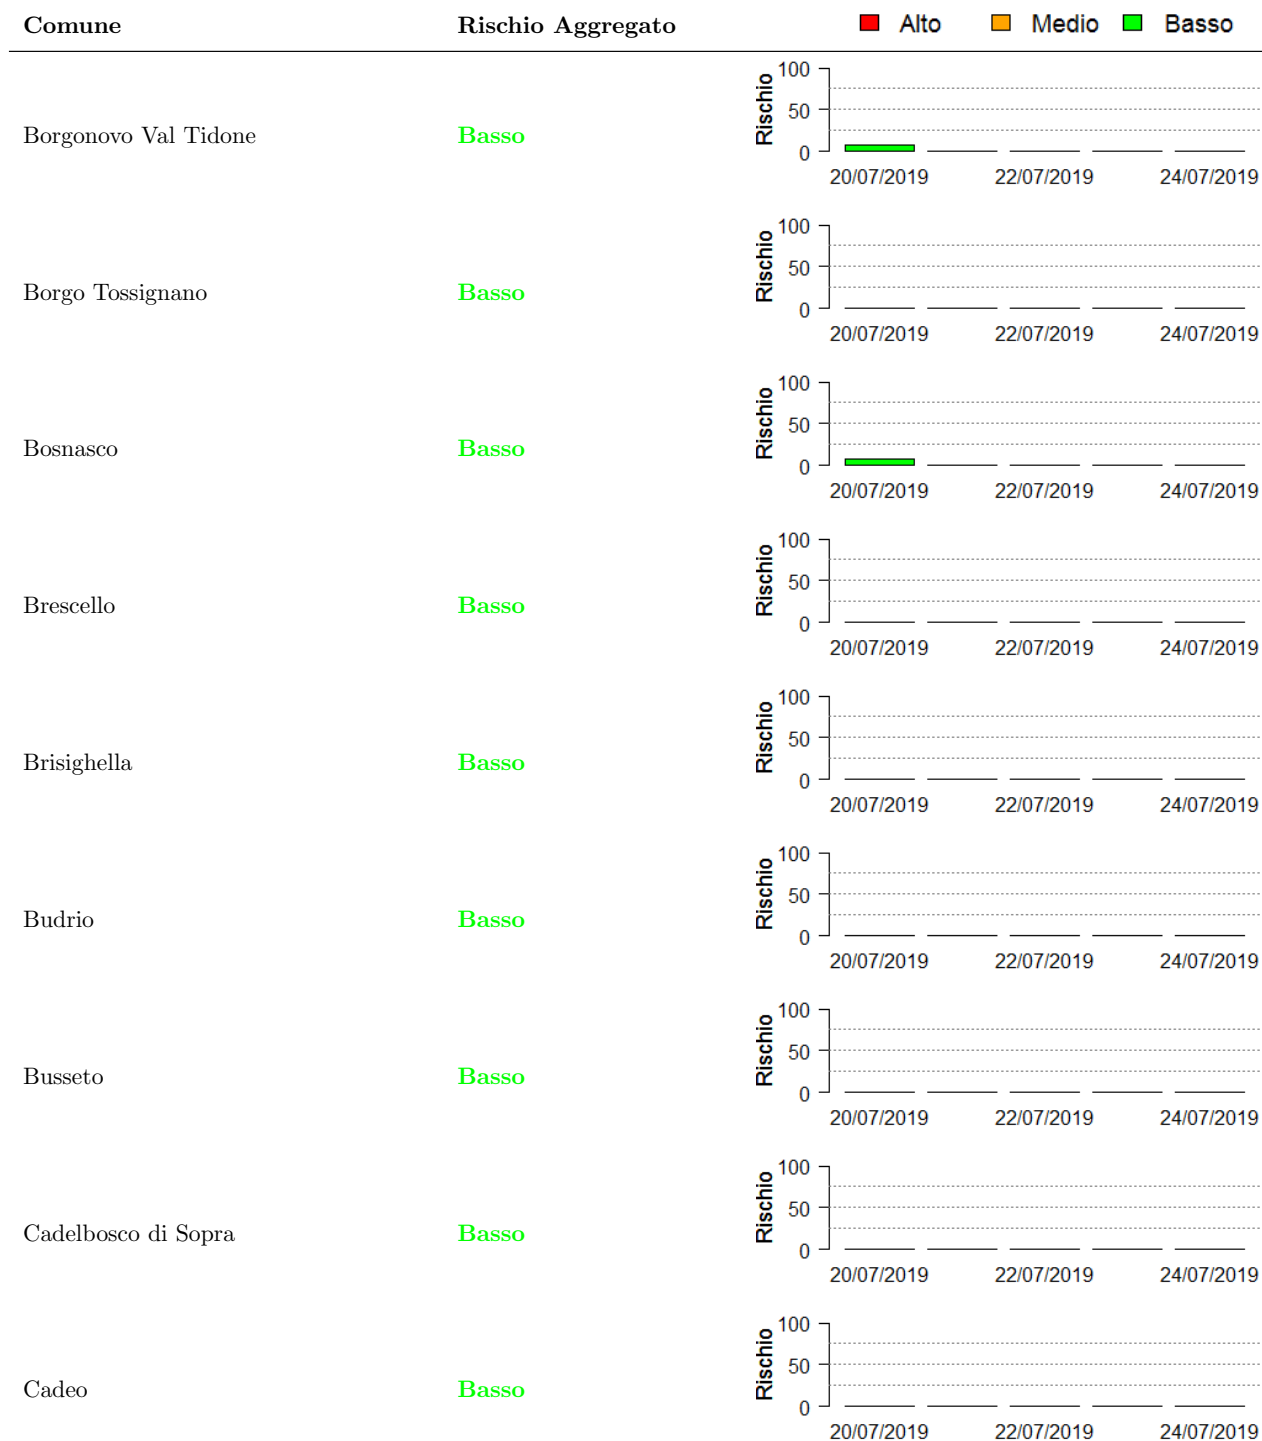 Comune Rischio Aggregato Alto Medio Basso
100
50
0
Rischio
Borgonovo Val Tidone Basso
20/07/2019 22/07/2019 24/07/2019
100
50
0
Rischio
Borgo Tossignano Basso
20/07/2019 22/07/2019 24/07/2019
100
50
0
Rischio
Bosnasco Basso
20/07/2019 22/07/2019 24/07/2019
100
50
0
Rischio
Brescello Basso
20/07/2019 22/07/2019 24/07/2019
100
50
0
Rischio
Brisighella Basso
20/07/2019 22/07/2019 24/07/2019
100
50
0
Rischio
Budrio Basso
20/07/2019 22/07/2019 24/07/2019
100
50
0
Rischio
Busseto Basso
20/07/2019 22/07/2019 24/07/2019
100
50
0
Rischio
Cadelbosco di Sopra Basso
20/07/2019 22/07/2019 24/07/2019
100
50
0
Rischio
Cadeo Basso
20/07/2019 22/07/2019 24/07/2019